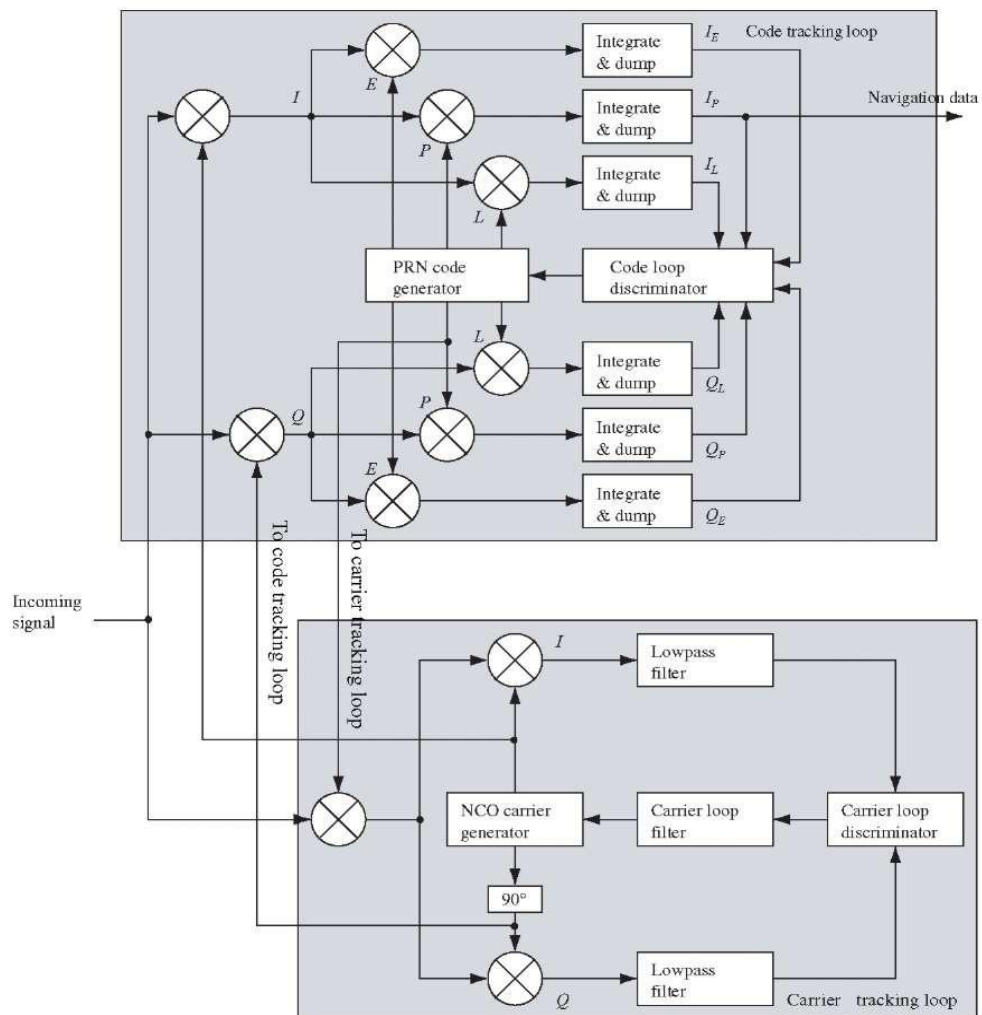 Integrate
& dump
I_E
Code tracking loop
E
I
Integrate
& dump
I_P
Navigation data
P
Integrate
& dump
I_L
L
PRN code
generator
Code loop
discriminator
L
Integrate
& dump
Q_L
Q
P
Integrate
& dump
Q_P
E
Integrate
& dump
Q_E
To code tracking loop
To carrier tracking loop
Incoming
signal
I
Lowpass
filter
NCO carrier
generator
Carrier loop
filter
Carrier loop
discriminator
90°
Q
Lowpass
filter
Carrier tracking loop